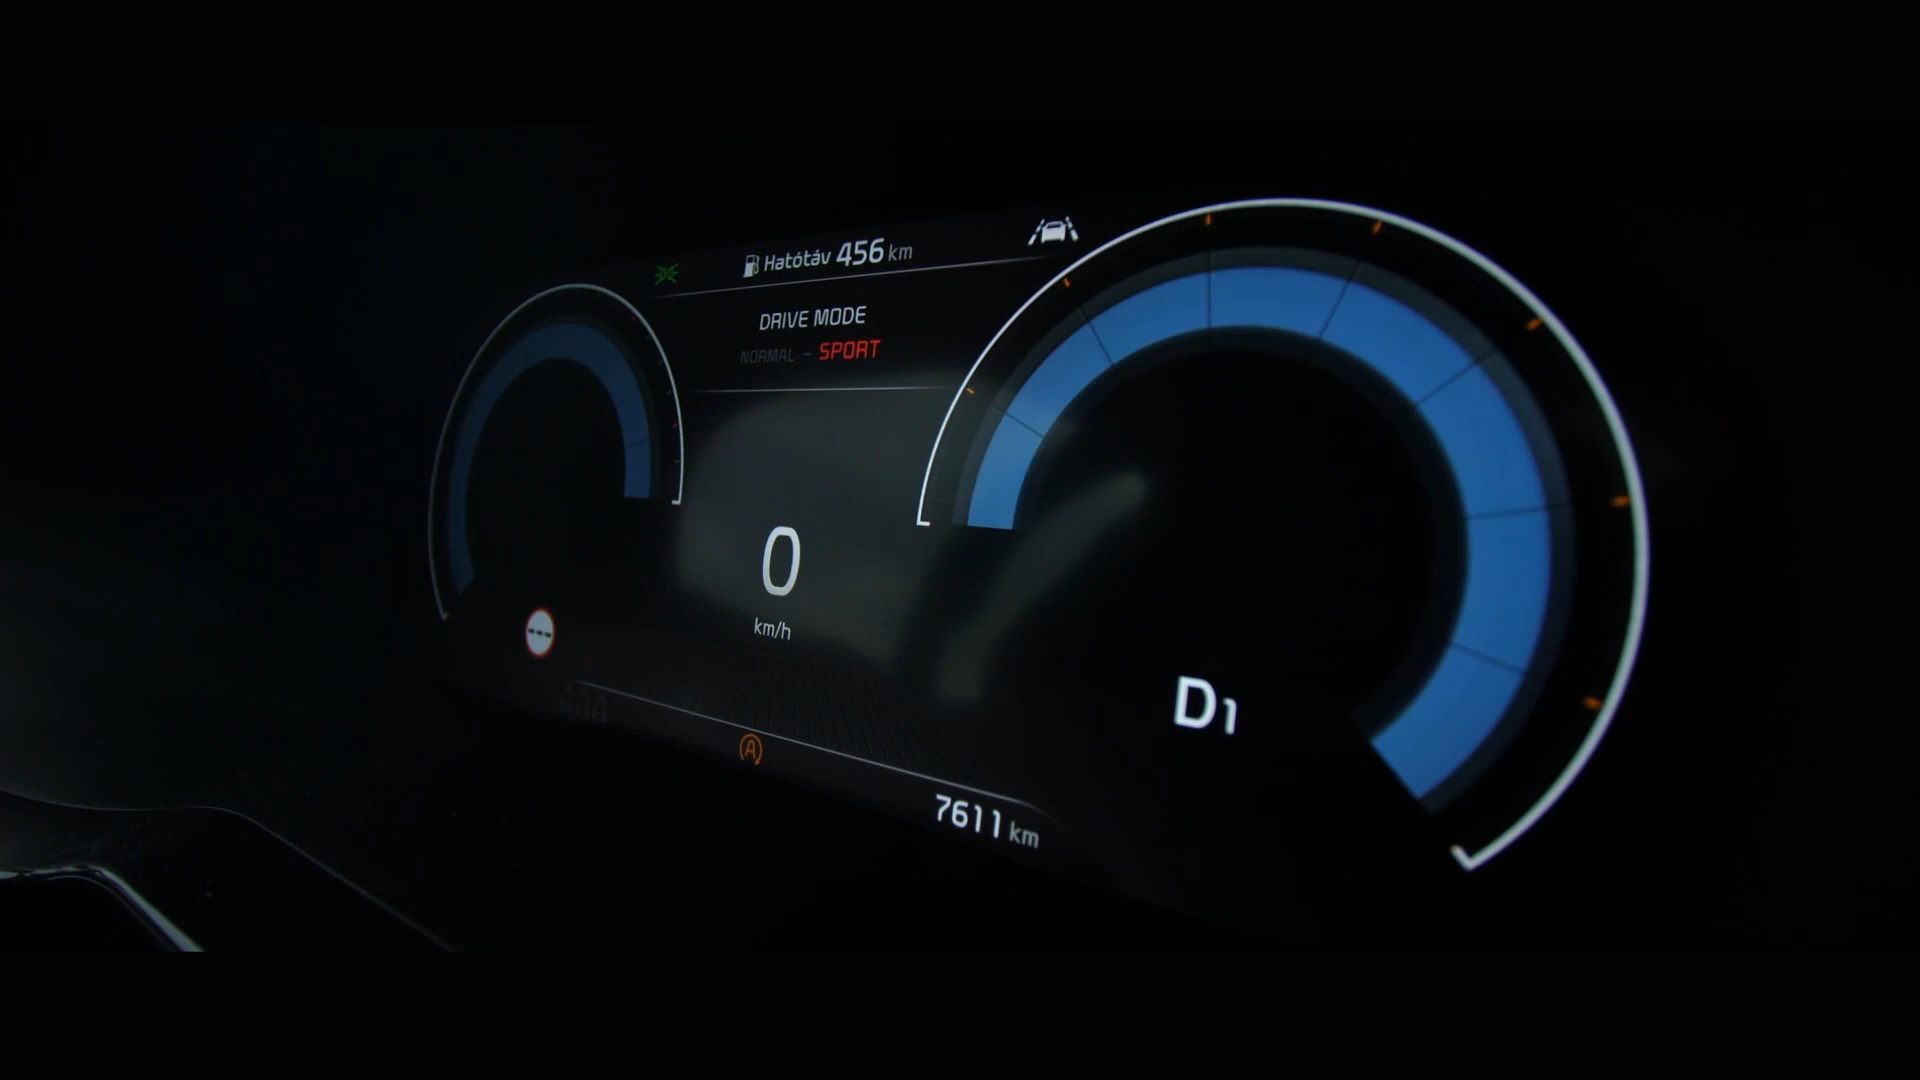 Hatótáv 456 km
DRIVE MODE
NORMAL - SPORT
0
km/h
---
D1
A
7611 km